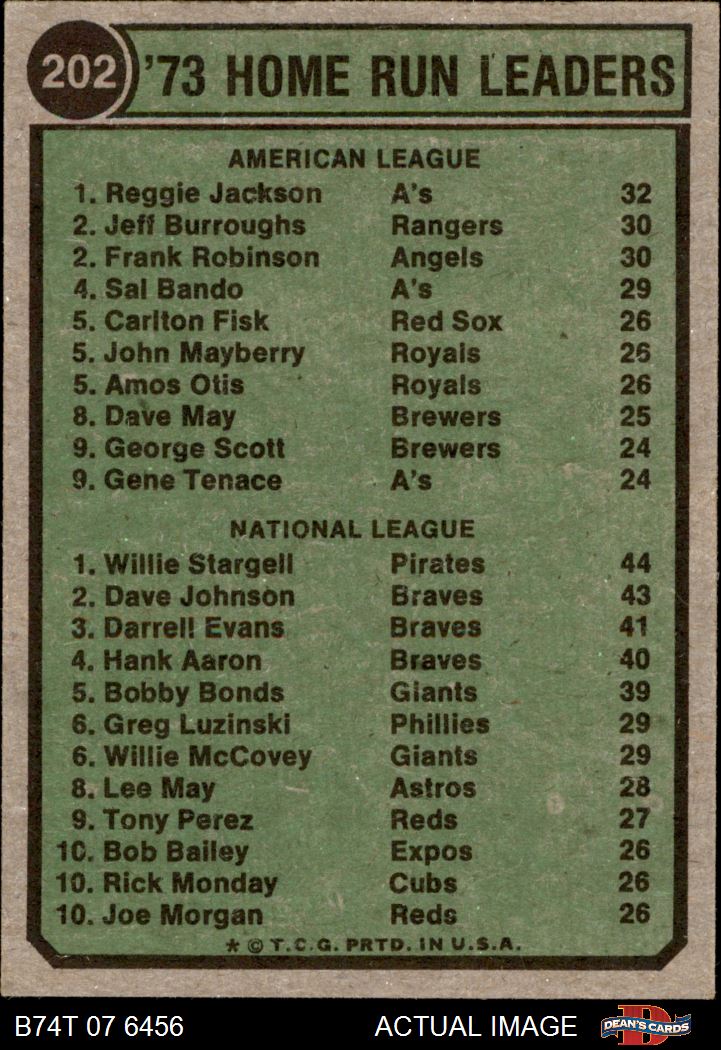 202 '73 HOME RUN LEADERS
AMERICAN LEAGUE
1. Reggie Jackson A's 32
2. Jeff Burroughs Rangers 30
2. Frank Robinson Angels 30
4. Sal Bando A's 29
5. Carlton Fisk Red Sox 26
5. John Mayberry Royals 26
5. Amos Otis Royals 26
8. Dave May Brewers 25
9. George Scott Brewers 24
9. Gene Tenace A's 24
NATIONAL LEAGUE
1. Willie Stargell Pirates 44
2. Dave Johnson Braves 43
3. Darrell Evans Braves 41
4. Hank Aaron Braves 40
5. Bobby Bonds Giants 39
6. Greg Luzinski Phillies 29
6. Willie McCovey Giants 29
8. Lee May Astros 28
9. Tony Perez Reds 27
10. Bob Bailey Expos 26
10. Rick Monday Cubs 26
10. Joe Morgan Reds 26
* © T.C.G. PRTD. IN U.S.A.
B74T 07 6456 ACTUAL IMAGE DEAN'S CARDS